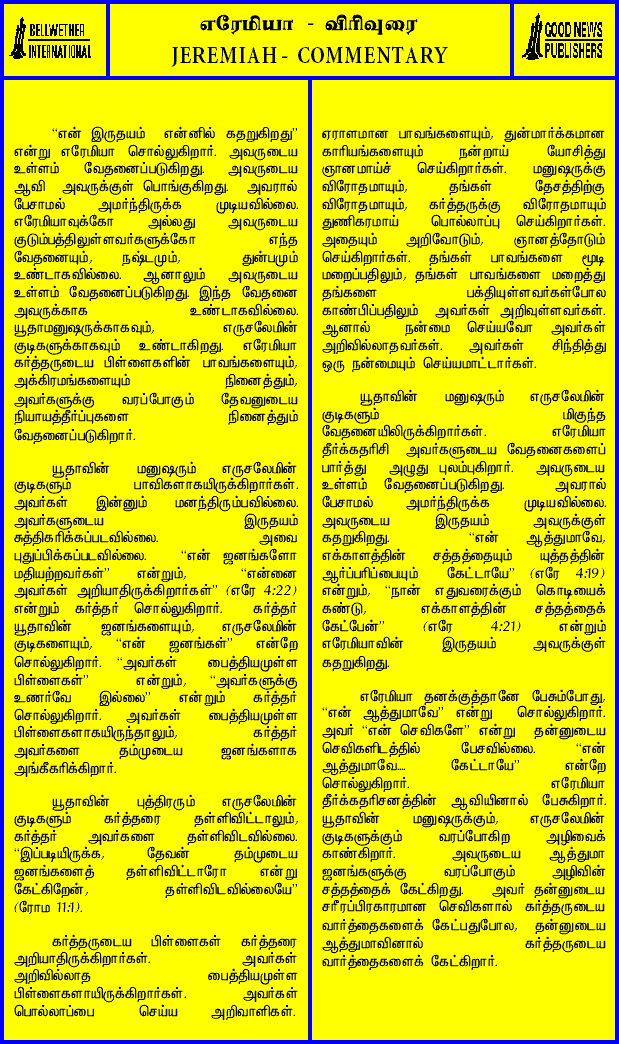 BELLWETHER
INTERNATIONAL
எரேமியா - விரிவுரை
JEREMIAH - COMMENTARY
GOOD NEWS
PUBLISHERS
“என் இருதயம் என்னில் கதறுகிறது”
என்று எரேமியா சொல்லுகிறார். அவருடைய
உள்ளம் வேதனைப்படுகிறது. அவருடைய
ஆவி அவருக்குள் பொங்குகிறது. அவரால்
பேசாமல் அமர்ந்திருக்க முடியவில்லை.
எரேமியாவுக்கோ அல்லது அவருடைய
குடும்பத்திலுள்ளவர்களுக்கோ எந்த
வேதனையும், நஷ்டமும், துன்பமும்
உண்டாகவில்லை. ஆனாலும் அவருடைய
உள்ளம் வேதனைப்படுகிறது. இந்த வேதனை
அவருக்காக உண்டாகவில்லை.
யூதாமனுஷருக்காகவும், எருசலேமின்
குடிகளுக்காகவும் உண்டாகிறது. எரேமியா
கர்த்தருடைய பிள்ளைகளின் பாவங்களையும்,
அக்கிரமங்களையும் நினைத்தும்,
அவர்களுக்கு வரப்போகும் தேவனுடைய
நியாயத்தீர்ப்புகளை நினைத்தும்
வேதனைப்படுகிறார்.
யூதாவின் மனுஷரும் எருசலேமின்
குடிகளும் பாவிகளாகயிருக்கிறார்கள்.
அவர்கள் இன்னும் மனந்திரும்பவில்லை.
அவர்களுடைய இருதயம்
சுத்திகரிக்கப்படவில்லை. அவை
புதுப்பிக்கப்படவில்லை. “என் ஜனங்களோ
மதியற்றவர்கள்” என்றும், “என்னை
அவர்கள் அறியாதிருக்கிறார்கள்” (எரே 4:22)
என்றும் கர்த்தர் சொல்லுகிறார். கர்த்தர்
யூதாவின் ஜனங்களையும், எருசலேமின்
குடிகளையும், “என் ஜனங்கள்” என்றே
சொல்லுகிறார். “அவர்கள் பைத்தியமுள்ள
பிள்ளைகள்” என்றும், “அவர்களுக்கு
உணர்வே இல்லை” என்றும் கர்த்தர்
சொல்லுகிறார். அவர்கள் பைத்தியமுள்ள
பிள்ளைகளாகயிருந்தாலும், கர்த்தர்
அவர்களை தம்முடைய ஜனங்களாக
அங்கீகரிக்கிறார்.
யூதாவின் புத்திரரும் எருசலேமின்
குடிகளும் கர்த்தரை தள்ளிவிட்டாலும்,
கர்த்தர் அவர்களை தள்ளிவிடவில்லை.
“இப்படியிருக்க, தேவன் தம்முடைய
ஜனங்களைத் தள்ளிவிட்டாரோ என்று
கேட்கிறேன், தள்ளிவிடவில்லையே”
(ரோம 11:1).
கர்த்தருடைய பிள்ளைகள் கர்த்தரை
அறியாதிருக்கிறார்கள். அவர்கள்
அறிவில்லாத பைத்தியமுள்ள
பிள்ளைகளாயிருக்கிறார்கள். அவர்கள்
பொல்லாப்பை செய்ய அறிவாளிகள்.
ஏராளமான பாவங்களையும், துன்மார்க்கமான
காரியங்களையும் நன்றாய் யோசித்து
ஞானமாய்ச் செய்கிறார்கள். மனுஷருக்கு
விரோதமாயும், தங்கள் தேசத்திற்கு
விரோதமாயும், கர்த்தருக்கு விரோதமாயும்
துணிகரமாய் பொல்லாப்பு செய்கிறார்கள்.
அதையும் அறிவோடும், ஞானத்தோடும்
செய்கிறார்கள். தங்கள் பாவங்களை மூடி
மறைப்பதிலும், தங்கள் பாவங்களை மறைத்து
தங்களை பக்தியுள்ளவர்கள்போல
காண்பிப்பதிலும் அவர்கள் அறிவுள்ளவர்கள்.
ஆனால் நன்மை செய்யவோ அவர்கள்
அறிவில்லாதவர்கள். அவர்கள் சிந்தித்து
ஒரு நன்மையும் செய்யமாட்டார்கள்.
யூதாவின் மனுஷரும் எருசலேமின்
குடிகளும் மிகுந்த
வேதனையிலிருக்கிறார்கள். எரேமியா
தீர்க்கதரிசி அவர்களுடைய வேதனைகளைப்
பார்த்து அழுது புலம்புகிறார். அவருடைய
உள்ளம் வேதனைப்படுகிறது. அவரால்
பேசாமல் அமர்ந்திருக்க முடியவில்லை.
அவருடைய இருதயம் அவருக்குள்
கதறுகிறது. “என் ஆத்துமாவே,
எக்காளத்தின் சத்தத்தையும் யுத்தத்தின்
ஆர்ப்பரிப்பையும் கேட்டாயே” (எரே 4:19)
என்றும், “நான் எதுவரைக்கும் கொடியைக்
கண்டு, எக்காளத்தின் சத்தத்தைக்
கேட்பேன்” (எரே 4:21) என்றும்
எரேமியாவின் இருதயம் அவருக்குள்
கதறுகிறது.
எரேமியா தனக்குத்தானே பேசும்போது,
“என் ஆத்துமாவே” என்று சொல்லுகிறார்.
அவர் “என் செவிகளே” என்று தன்னுடைய
செவிகளிடத்தில் பேசவில்லை. “என்
ஆத்துமாவே.... கேட்டாயே” என்றே
சொல்லுகிறார். எரேமியா
தீர்க்கதரிசனத்தின் ஆவியினால் பேசுகிறார்.
யூதாவின் மனுஷருக்கும், எருசலேமின்
குடிகளுக்கும் வரப்போகிற அழிவைக்
காண்கிறார். அவருடைய ஆத்துமா
ஜனங்களுக்கு வரப்போகும் அழிவின்
சத்தத்தைக் கேட்கிறது. அவர் தன்னுடைய
சரீரப்பிரகாரமான செவிகளால் கர்த்தருடைய
வார்த்தைகளைக் கேட்பதுபோல, தன்னுடைய
ஆத்துமாவினால் கர்த்தருடைய
வார்த்தைகளைக் கேட்கிறார்.